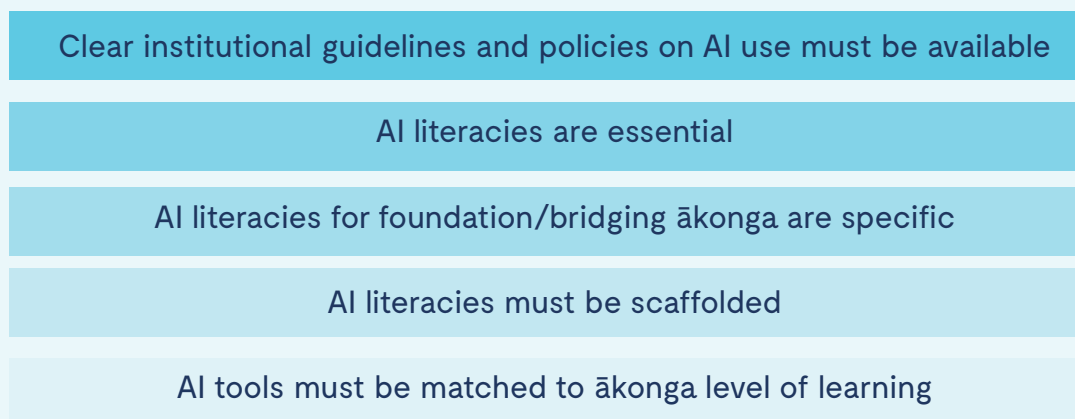 Clear institutional guidelines and policies on AI use must be available
AI literacies are essential
AI literacies for foundation/bridging ākonga are specific
AI literacies must be scaffolded
AI tools must be matched to ākonga level of learning